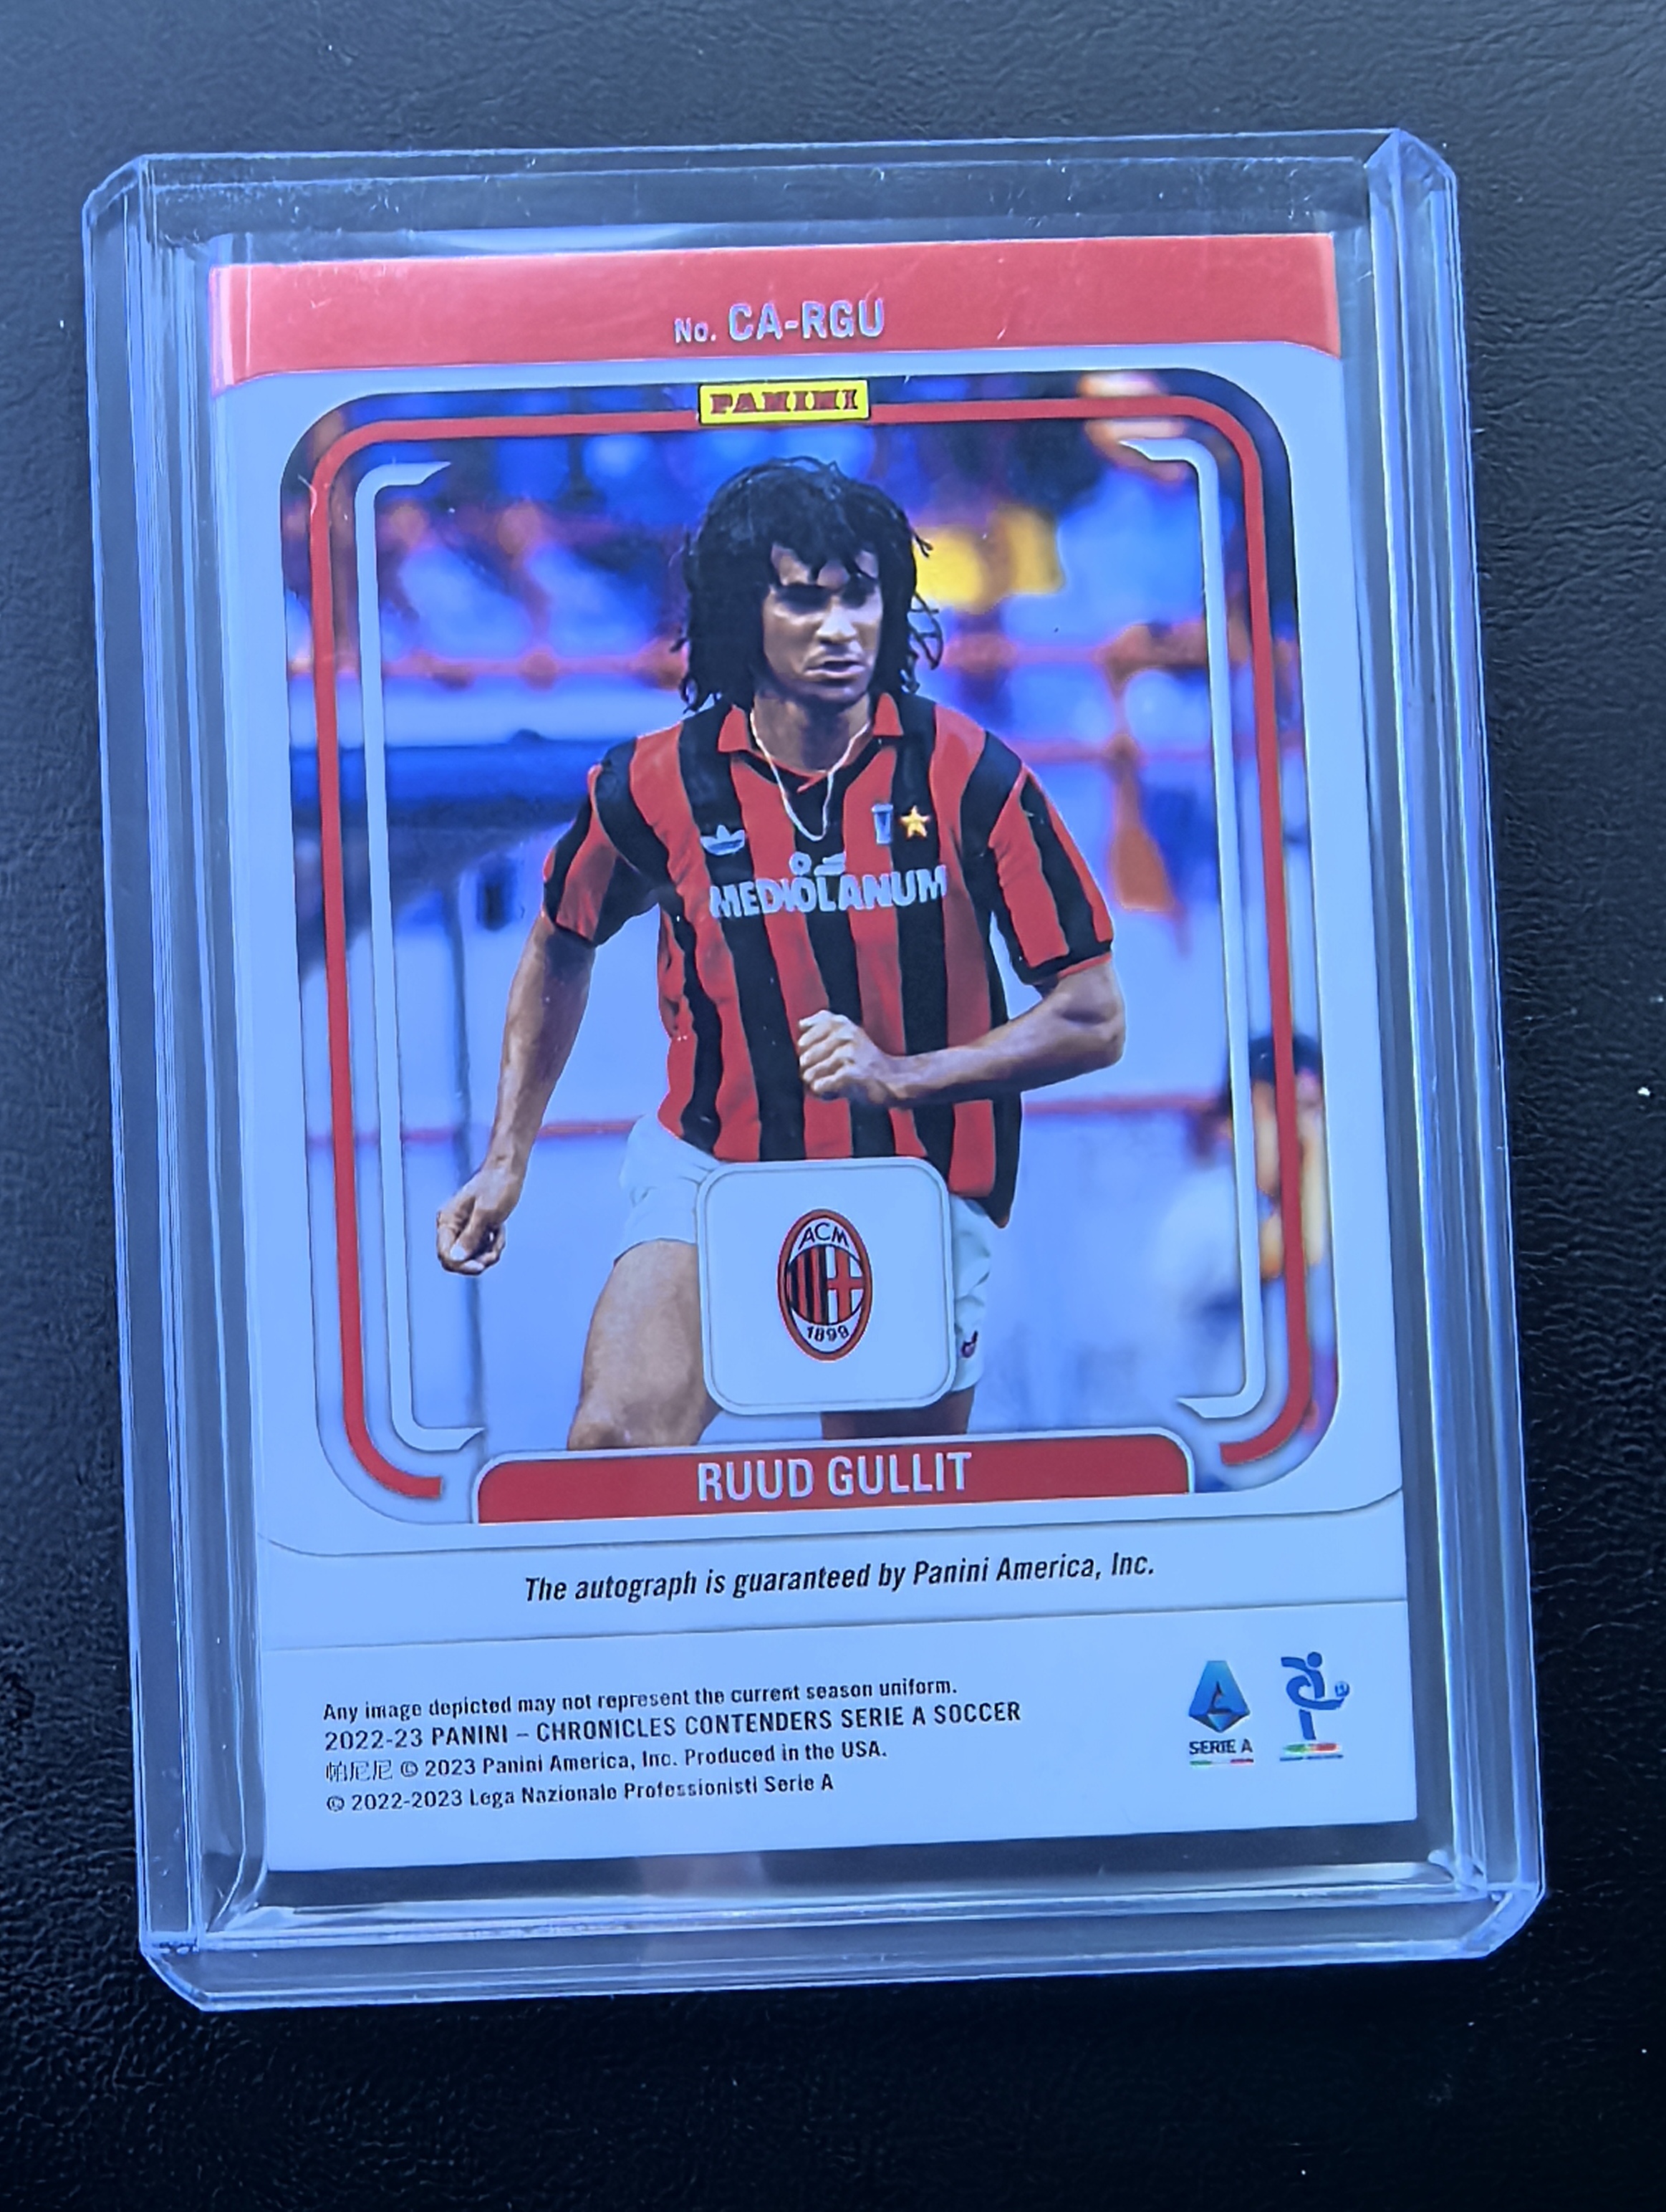 No. CA-RGU
PANINI
MEDIOLANUM
ACM
1899
RUUD GULLIT
The autograph is guaranteed by Panini America, Inc.
Any image depicted may not represent the current season uniform.
2022-23 PANINI – CHRONICLES CONTENDERS SERIE A SOCCER
帕尼尼 © 2023 Panini America, Inc. Produced in the USA.
© 2022-2023 Lega Nazionale Professionisti Serie A
SERIE A